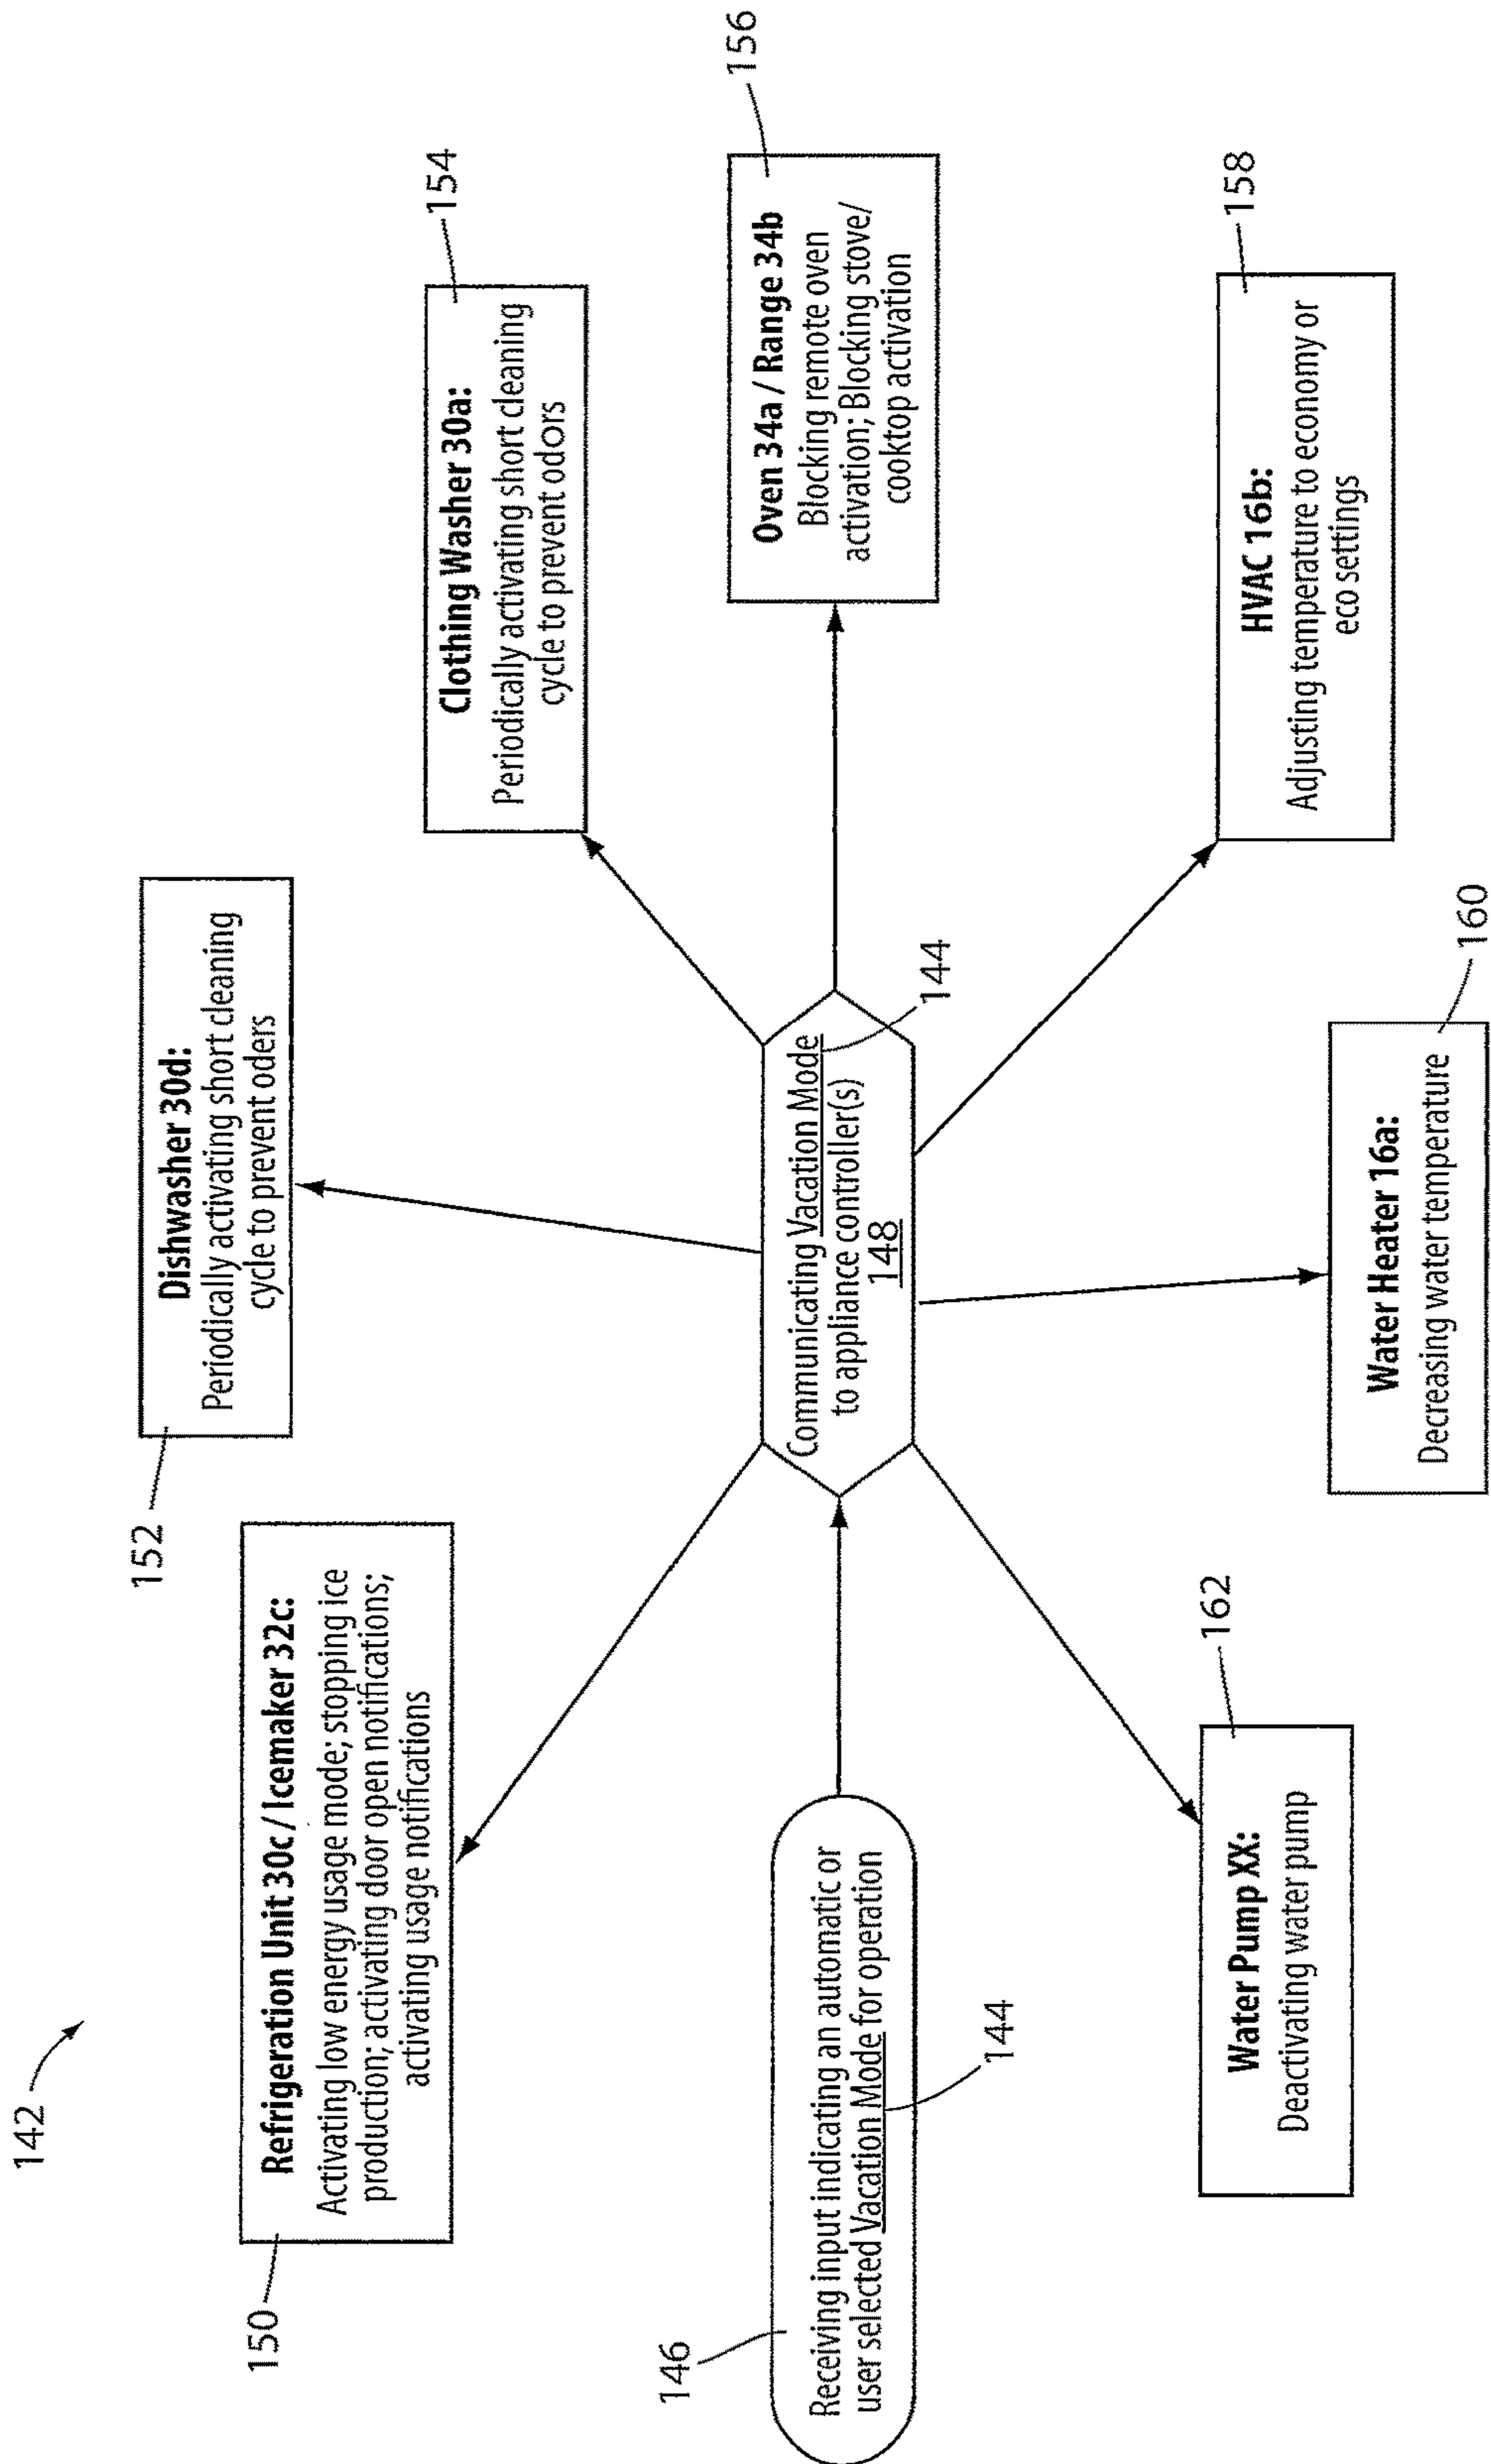 142
150
Refrigeration Unit 30c / Icemaker 32c:
Activating low energy usage mode; stopping ice
production; activating door open notifications;
activating usage notifications
152
Dishwasher 30d:
Periodically activating short cleaning
cycle to prevent oders
154
Clothing Washer 30a:
Periodically activating short cleaning
cycle to prevent odors
146
Receiving input indicating an automatic or
user selected Vacation Mode for operation
144
Communicating Vacation Mode
to appliance controller(s)
148
144
156
Oven 34a / Range 34b
Blocking remote oven
activation; Blocking stove/
cooktop activation
162
Water Pump XX:
Deactivating water pump
160
Water Heater 16a:
Decreasing water temperature
158
HVAC 16b:
Adjusting temperature to economy or
eco settings